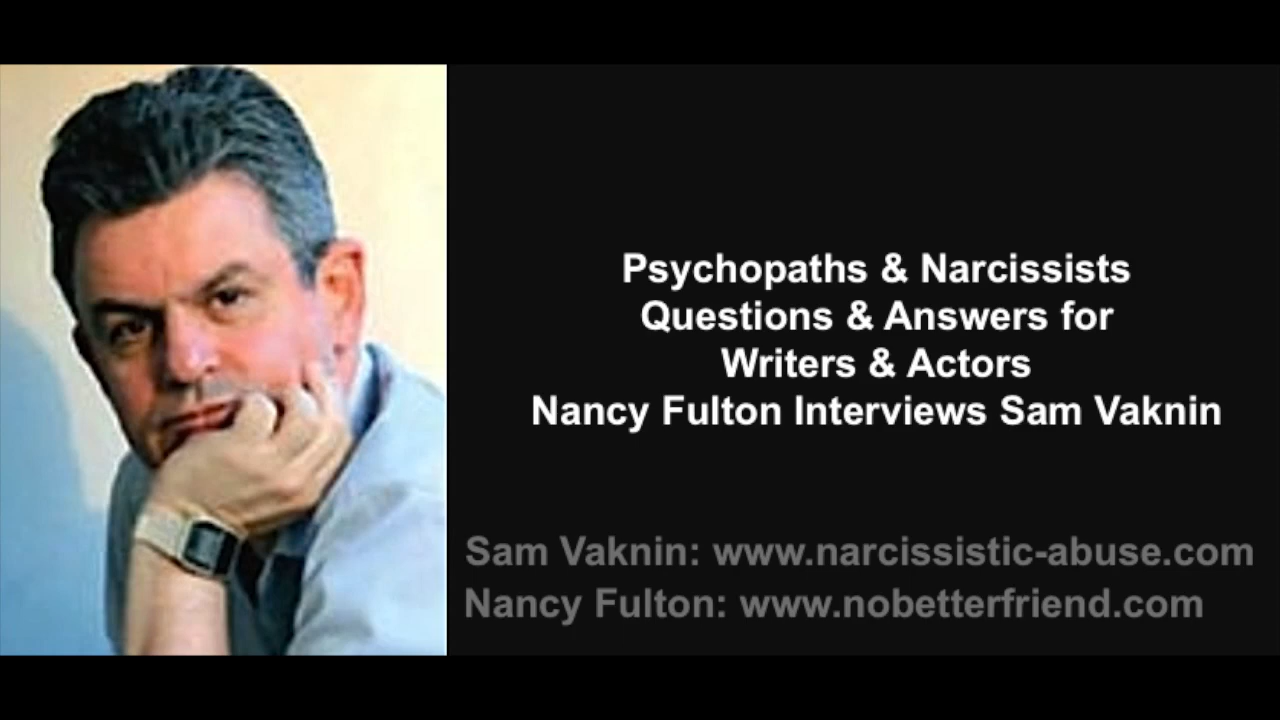 Psychopaths & Narcissists
Questions & Answers for
Writers & Actors
Nancy Fulton Interviews Sam Vaknin
Sam Vaknin: www.narcissistic-abuse.com
Nancy Fulton: www.nobetterfriend.com